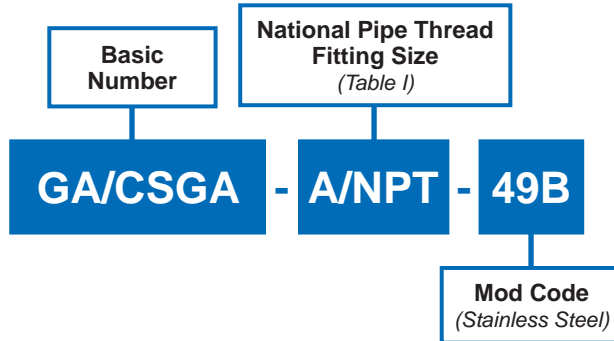 National Pipe Thread
Fitting Size
(Table I)
Basic
Number
GA/CSGA - A/NPT - 49B
Mod Code
(Stainless Steel)